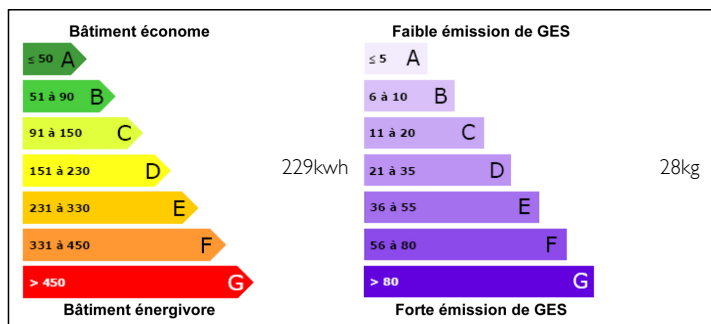 Bâtiment économe
≤ 50 A
51 à 90 B
91 à 150 C
151 à 230 D
231 à 330 E
331 à 450 F
> 450 G
Bâtiment énergivore
229kwh
Faible émission de GES
≤ 5 A
6 à 10 B
11 à 20 C
21 à 35 D
36 à 55 E
56 à 80 F
> 80 G
Forte émission de GES
28kg